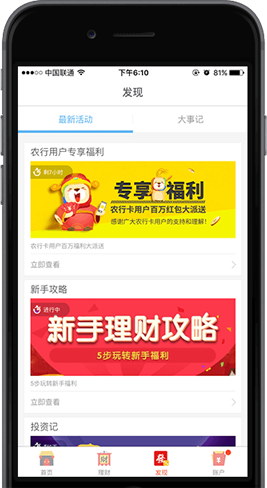 中国联通
下午6:10
81%
发现
最新活动
大事记
农行用户专享福利
剩7小时
专享福利
农行卡用户百万红包大派送
感谢广大农行卡用户的支持和理解!
农行卡用户百万福利大派送
立即查看
新手攻略
进行中
新手理财攻略
5步玩转新手福利
5步玩转新手福利
立即查看
投资记
首页
理财
发现
账户